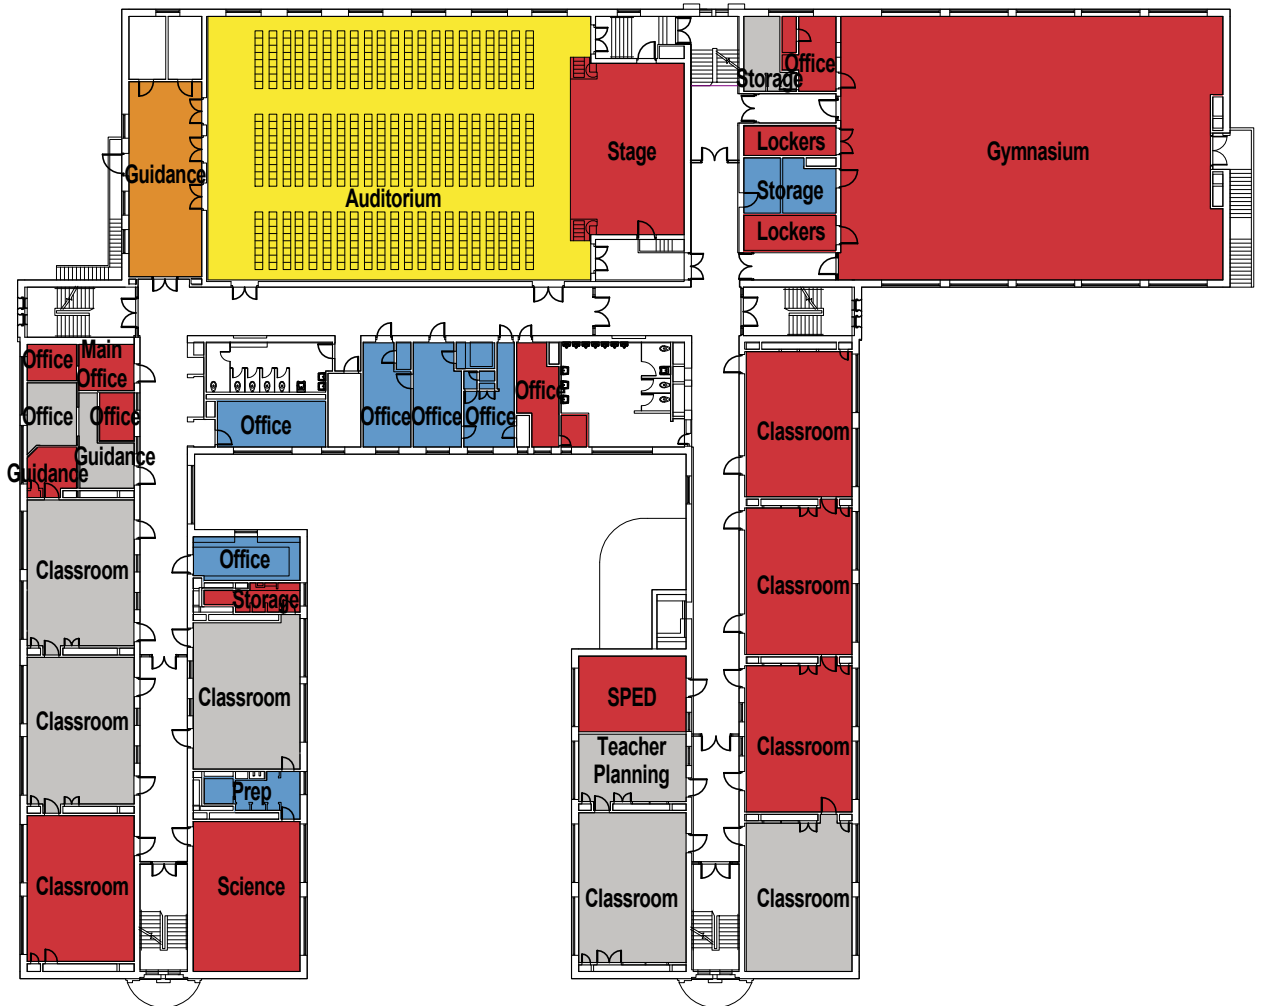 Office
Storage
Lockers
Gymnasium
Stage
Guidance
Storage
Auditorium
Lockers
Main
Office
Office
Office
Office
Office
Office
Office
Office
Office
Classroom
Guidance
Guidance
Office
Classroom
Classroom
Storage
Classroom
Classroom
SPED
Classroom
Teacher
Planning
Classroom
Prep
Classroom
Science
Classroom
Classroom